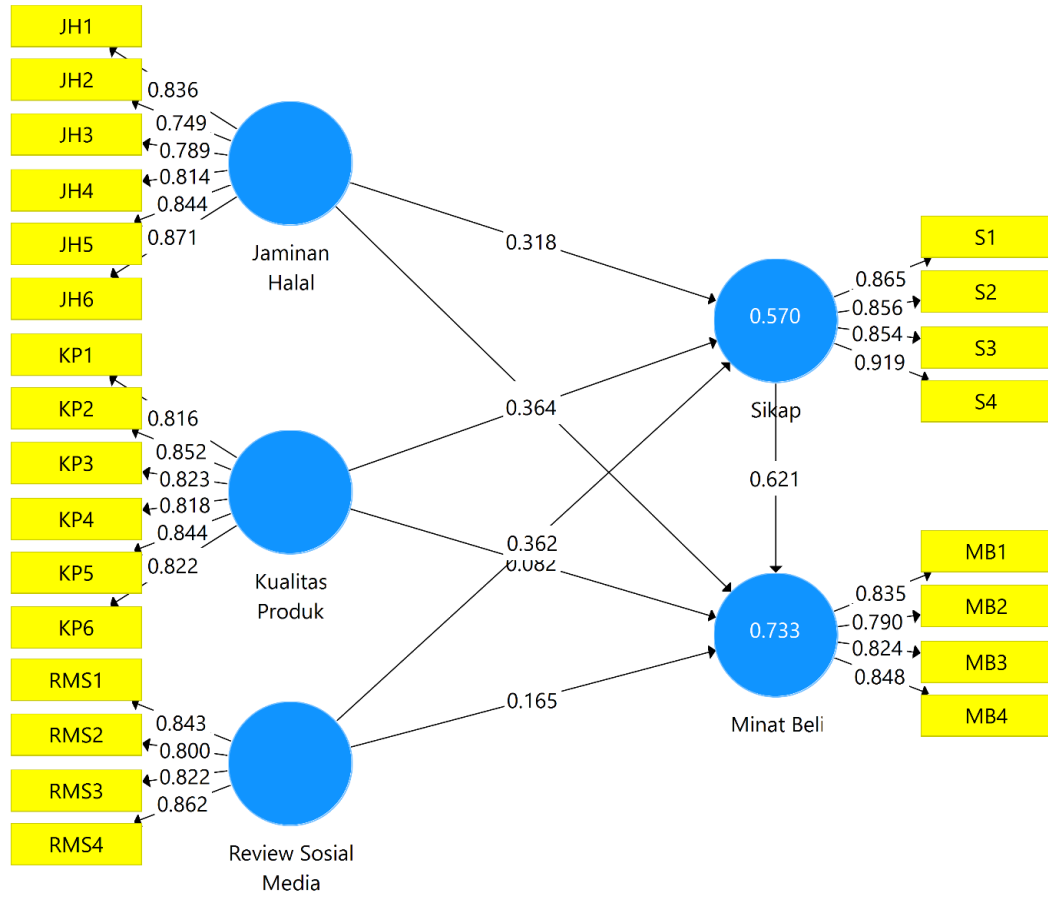 JH1
JH2
JH3
JH4
JH5
JH6
0.836
0.749
0.789
0.814
0.844
0.871
Jaminan
Halal
KP1
KP2
KP3
KP4
KP5
KP6
0.816
0.852
0.823
0.818
0.844
0.822
Kualitas
Produk
RMS1
RMS2
RMS3
RMS4
0.843
0.800
0.822
0.862
Review Sosial
Media
0.318
0.364
0.362
0.082
0.165
0.570
Sikap
0.621
0.733
Minat Beli
0.865
0.856
0.854
0.919
S1
S2
S3
S4
0.835
0.790
0.824
0.848
MB1
MB2
MB3
MB4